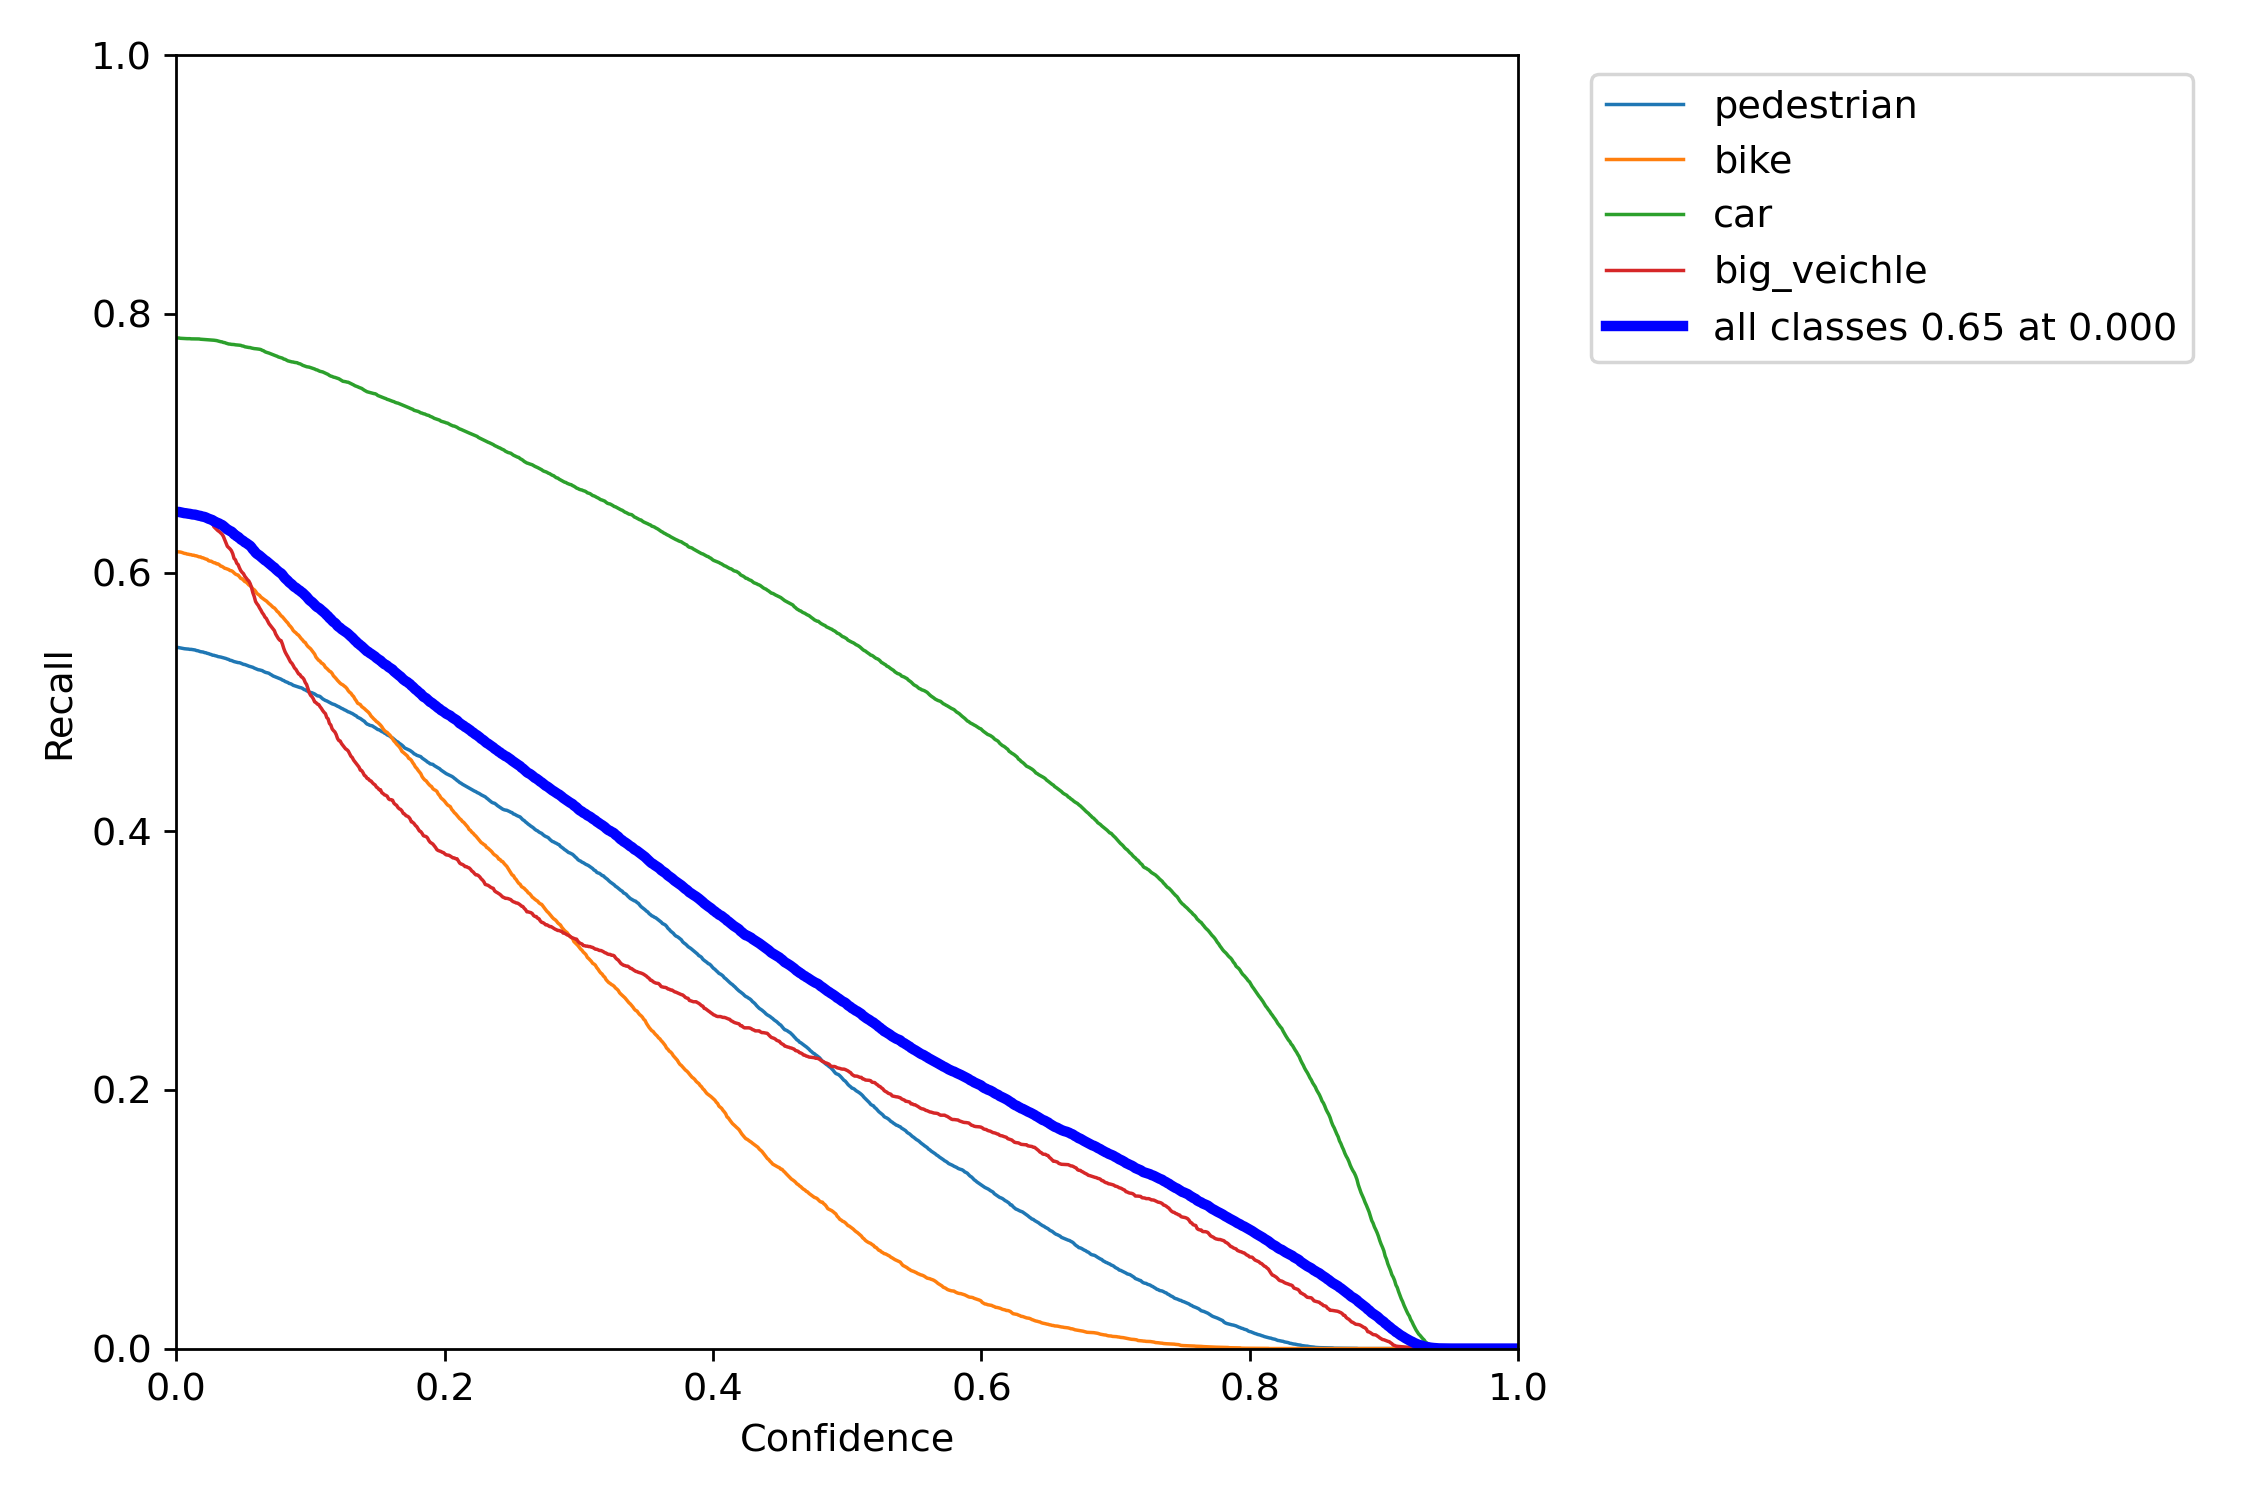 1.0
0.8
0.6
0.4
0.2
0.0
Recall
0.0 0.2 0.4 0.6 0.8 1.0
Confidence
pedestrian
bike
car
big_veichle
all classes 0.65 at 0.000